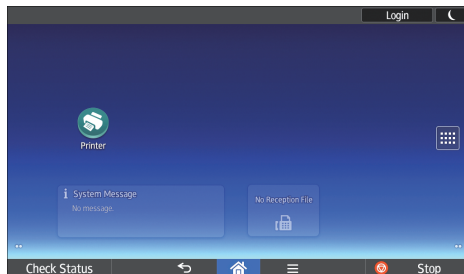 Login
Printer
System Message
No message.
No Reception File
Check Status
Stop